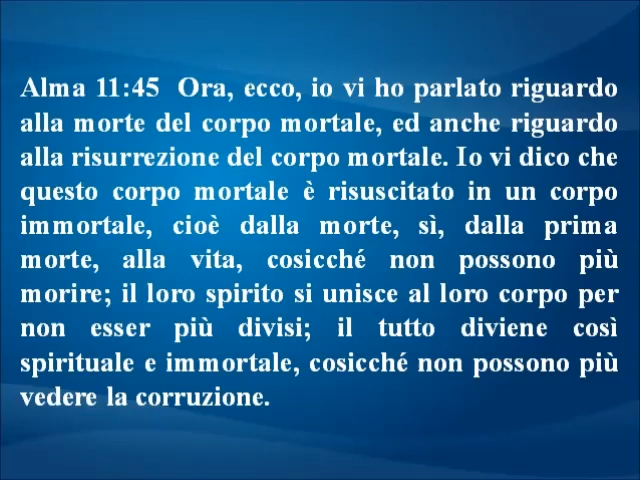 Alma 11:45 Ora, ecco, io vi ho parlato riguardo
alla morte del corpo mortale, ed anche riguardo
alla risurrezione del corpo mortale. Io vi dico che
questo corpo mortale è risuscitato in un corpo
immortale, cioè dalla morte, sì, dalla prima
morte, alla vita, cosicché non possono più
morire; il loro spirito si unisce al loro corpo per
non esser più divisi; il tutto diviene così
spirituale e immortale, cosicché non possono più
vedere la corruzione.